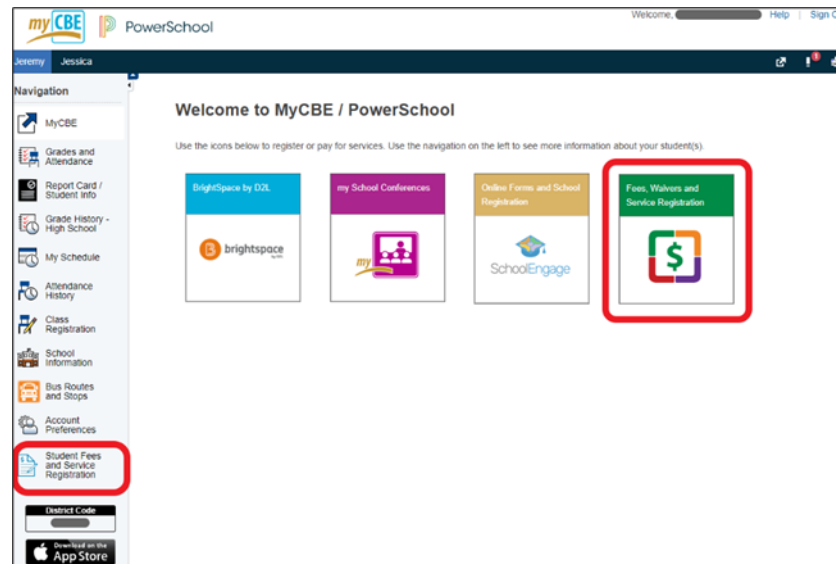 my CBE PowerSchool
Welcome, Help | Sign
Jeremy Jessica
Navigation
MyCBE
Grades and
Attendance
Report Card /
Student Info
Grade History -
High School
My Schedule
Attendance
History
Class
Registration
School
Information
Bus Routes
and Stops
Account
Preferences
Student Fees
and Service
Registration
District Code
Download on the
App Store
Welcome to MyCBE / PowerSchool
Use the icons below to register or pay for services. Use the navigation on the left to see more information about your student(s).
BrightSpace by D2L
brightspace
my School Conferences
my
Online Forms and School
Registration
SchoolEngage
Fees, Waivers and
Service Registration
$